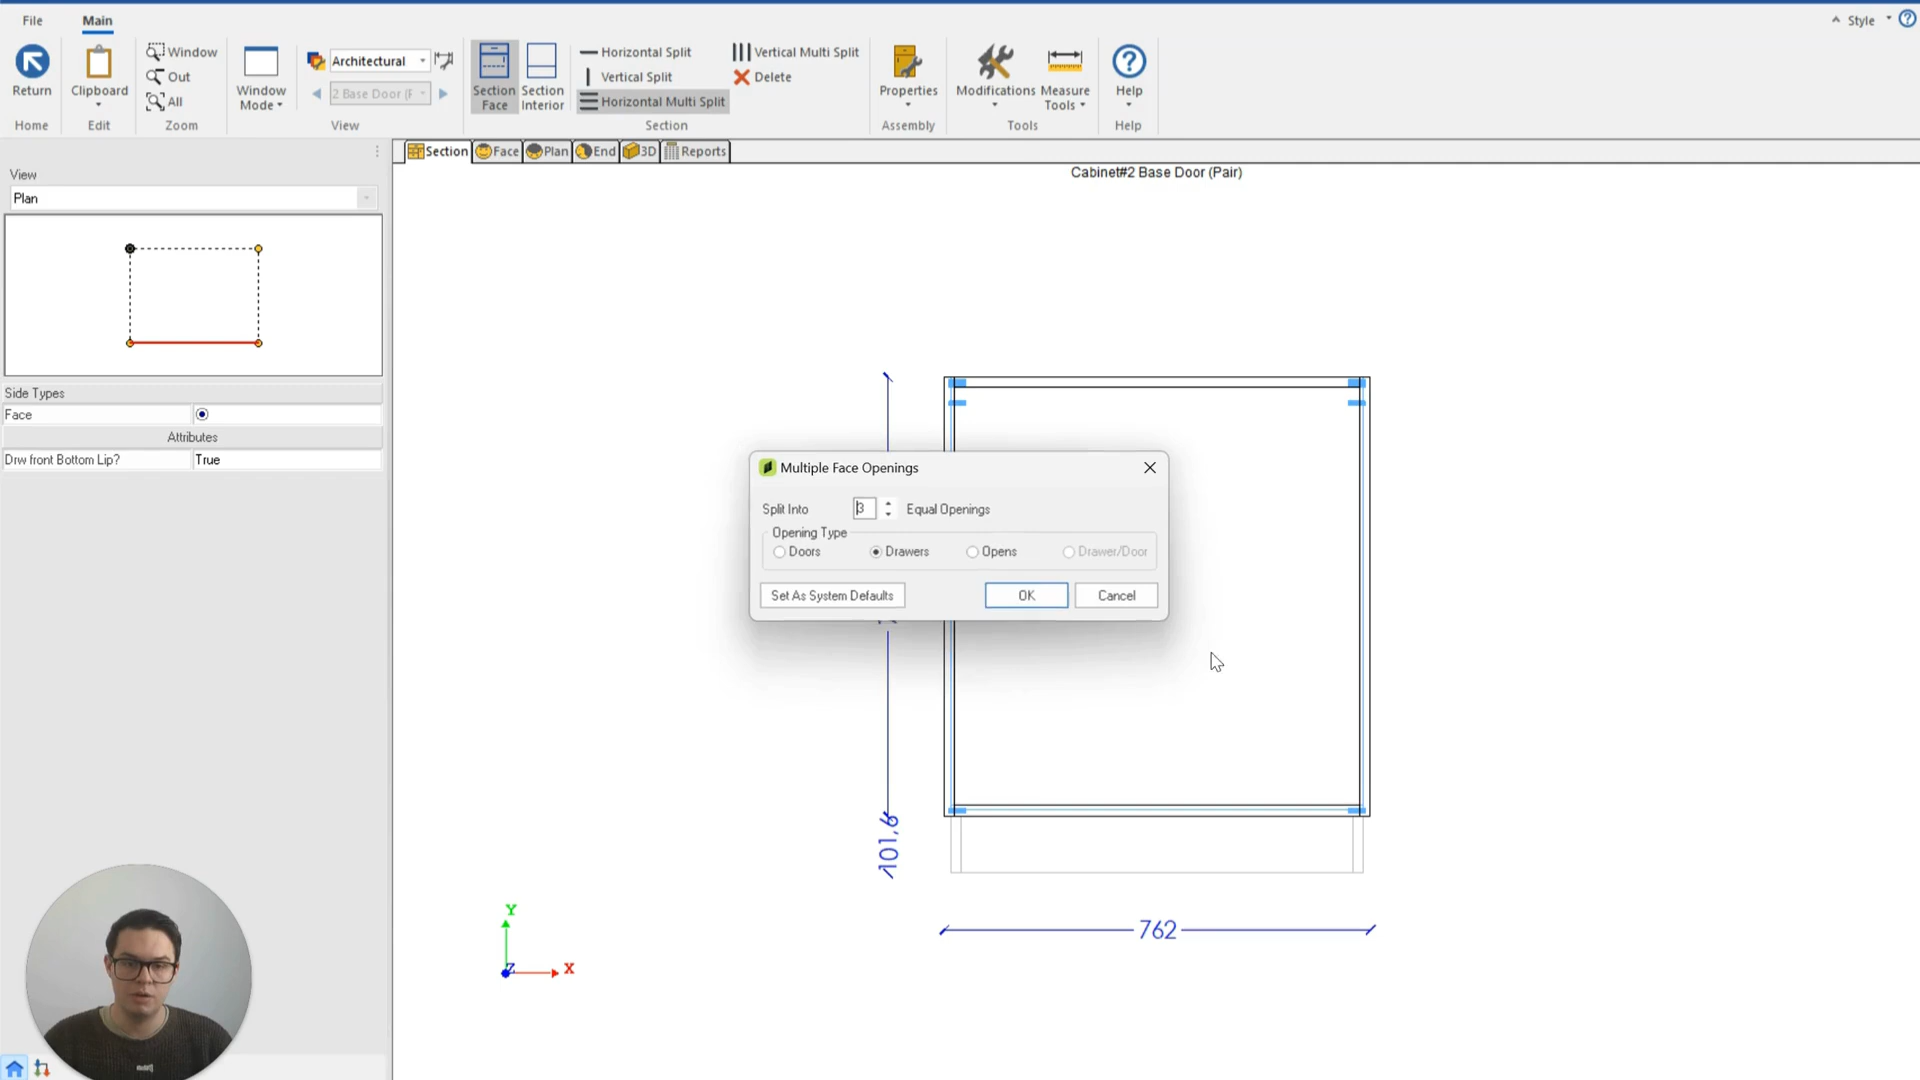 File
Main
Style
Return
Clipboard
Window
Out
All
Window
Mode
Architectural
2 Base Door (F
Section
Face
Section
Interior
Horizontal Split
Vertical Split
Horizontal Multi Split
Vertical Multi Split
Delete
Properties
Modifications
Measure
Tools
Help
Home
Edit
Zoom
View
Section
Assembly
Tools
Help
Section
Face
Plan
End
3D
Reports
View
Plan
Cabinet#2 Base Door (Pair)
Side Types
Face
Attributes
Drw front Bottom Lip?
True
Multiple Face Openings
Split Into
3
Equal Openings
Opening Type
Doors
Drawers
Opens
Drawer/Door
Set As System Defaults
OK
Cancel
101,6
762
Y
Z
X